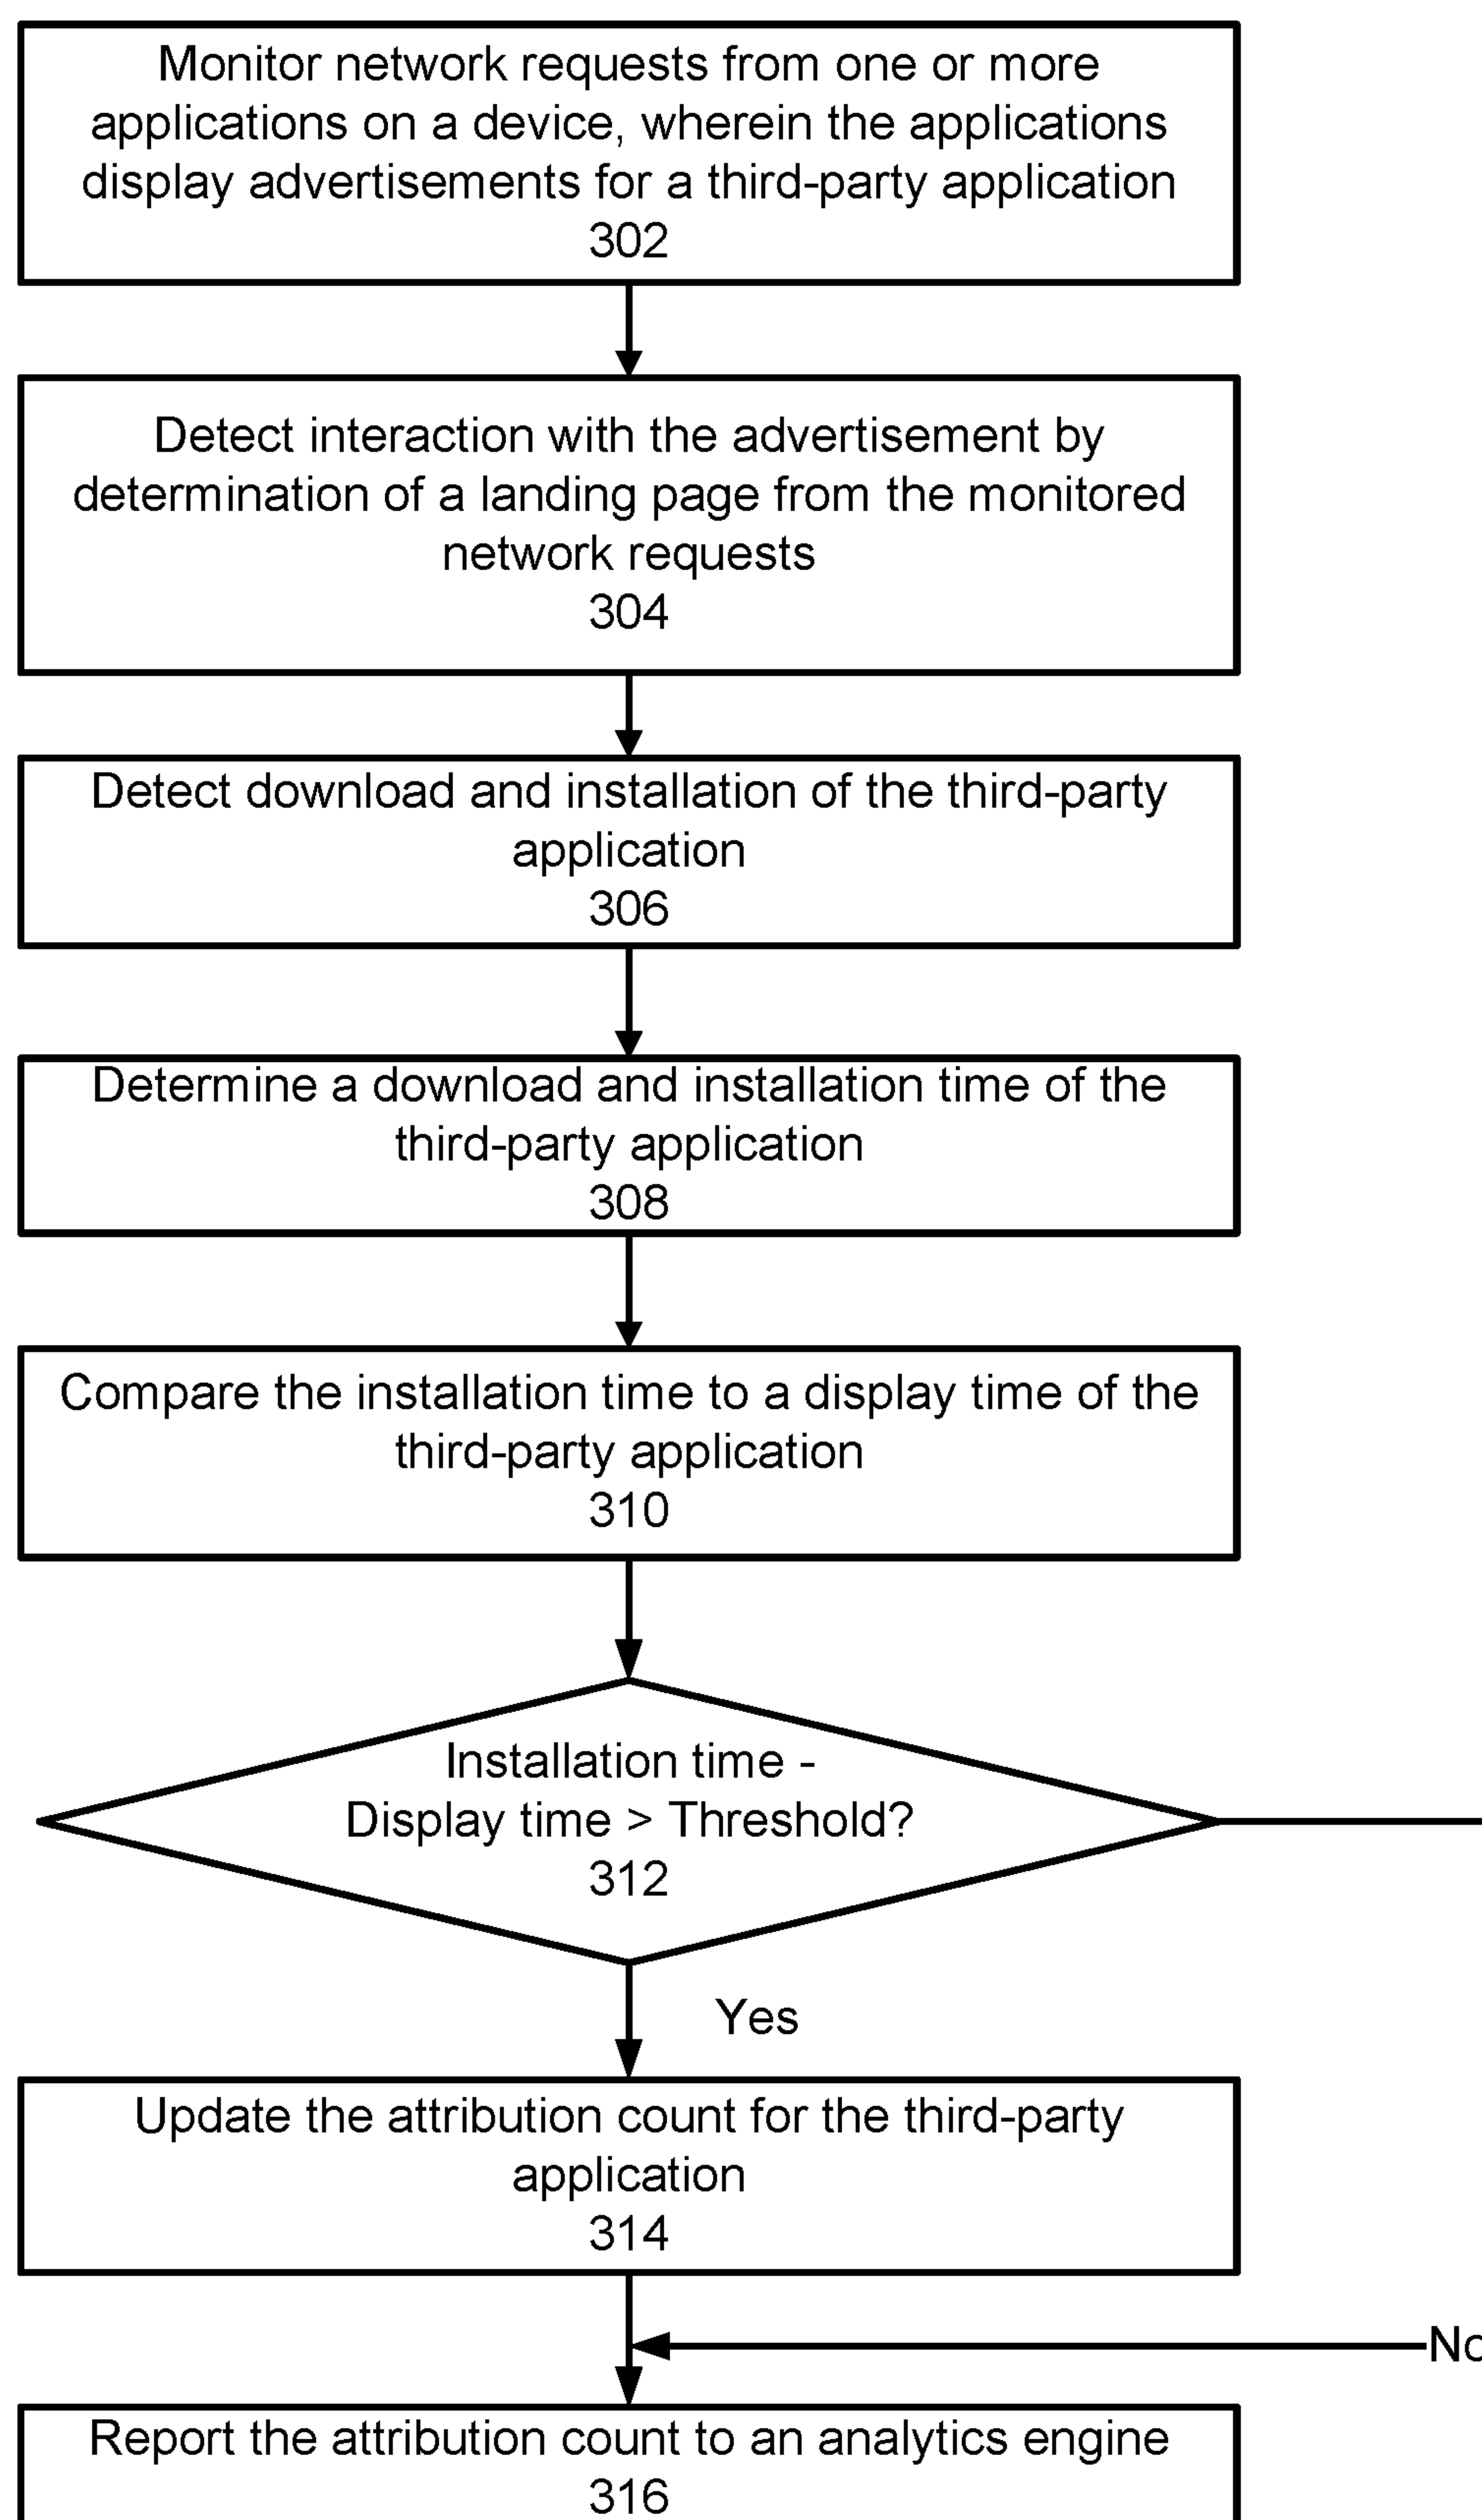 Monitor network requests from one or more
applications on a device, wherein the applications
display advertisements for a third-party application
302
Detect interaction with the advertisement by
determination of a landing page from the monitored
network requests
304
Detect download and installation of the third-party
application
306
Determine a download and installation time of the
third-party application
308
Compare the installation time to a display time of the
third-party application
310
Installation time -
Display time > Threshold?
312
Yes
Update the attribution count for the third-party
application
314
No
Report the attribution count to an analytics engine
316